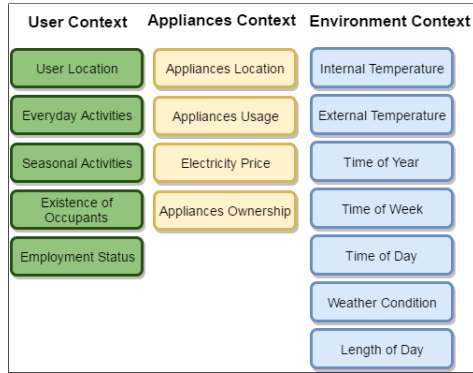 User Context
User Location
Everyday Activities
Seasonal Activities
Existence of
Occupants
Employment Status
Appliances Context
Appliances Location
Appliances Usage
Electricity Price
Appliances Ownership
Environment Context
Internal Temperature
External Temperature
Time of Year
Time of Week
Time of Day
Weather Condition
Length of Day